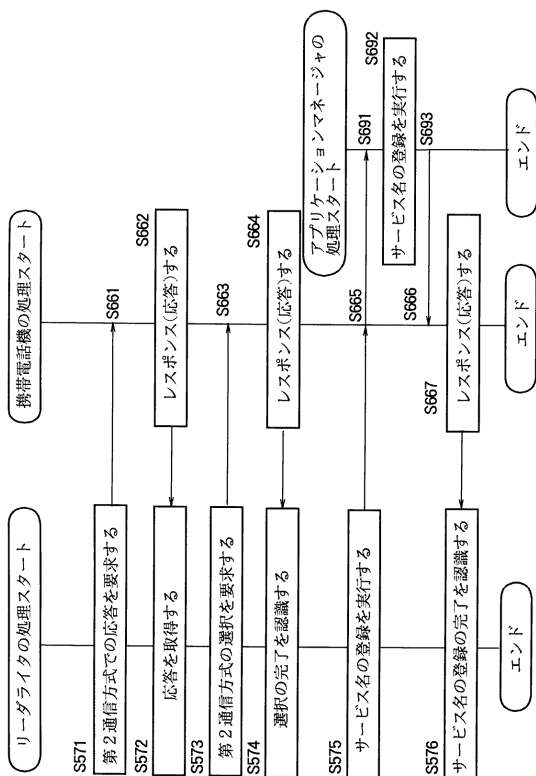 リーダライタの処理スタート
S571
第2通信方式での応答を要求する
S572
応答を取得する
S573
第2通信方式の選択を要求する
S574
選択の完了を認識する
S575
サービス名の登録を実行する
S576
サービス名の登録の完了を認識する
エンド
携帯電話機の処理スタート
S661
S662
レスポンス(応答)する
S663
S664
レスポンス(応答)する
S665
S666
S667
レスポンス(応答)する
エンド
アプリケーションマネージャの
処理スタート
S691
S692
サービス名の登録を実行する
S693
エンド